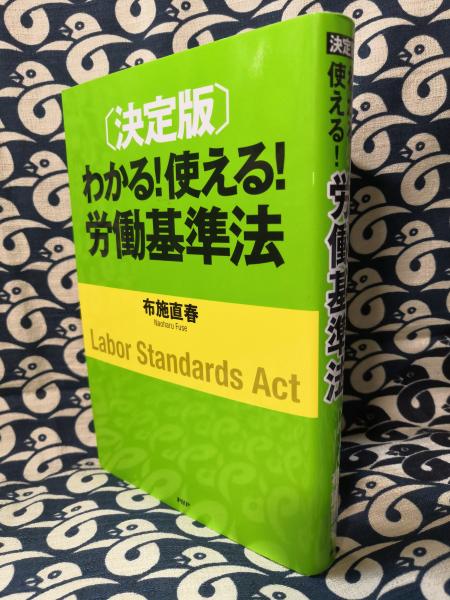 〔決定版〕
わかる!使える!
労働基準法
布施直春
Naoharu Fuse
Labor Standards Act
PHP
決定
使える!
労働基準法